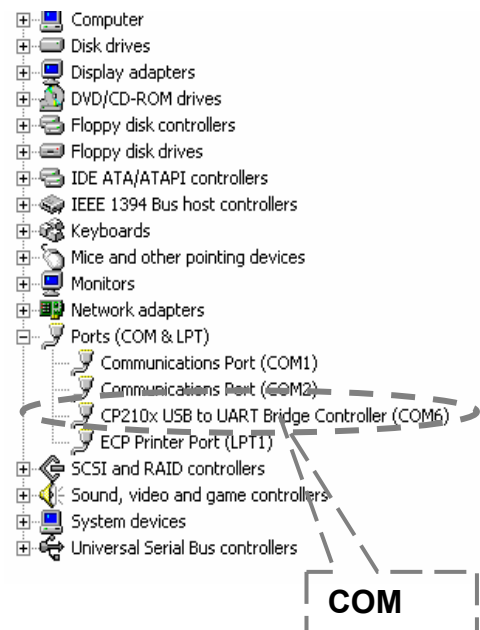 Computer
Disk drives
Display adapters
DVD/CD-ROM drives
Floppy disk controllers
Floppy disk drives
IDE ATA/ATAPI controllers
IEEE 1394 Bus host controllers
Keyboards
Mice and other pointing devices
Monitors
Network adapters
Ports (COM & LPT)
Communications Port (COM1)
Communications Port (COM2)
CP210x USB to UART Bridge Controller (COM6)
ECP Printer Port (LPT1)
SCSI and RAID controllers
Sound, video and game controllers
System devices
Universal Serial Bus controllers
COM